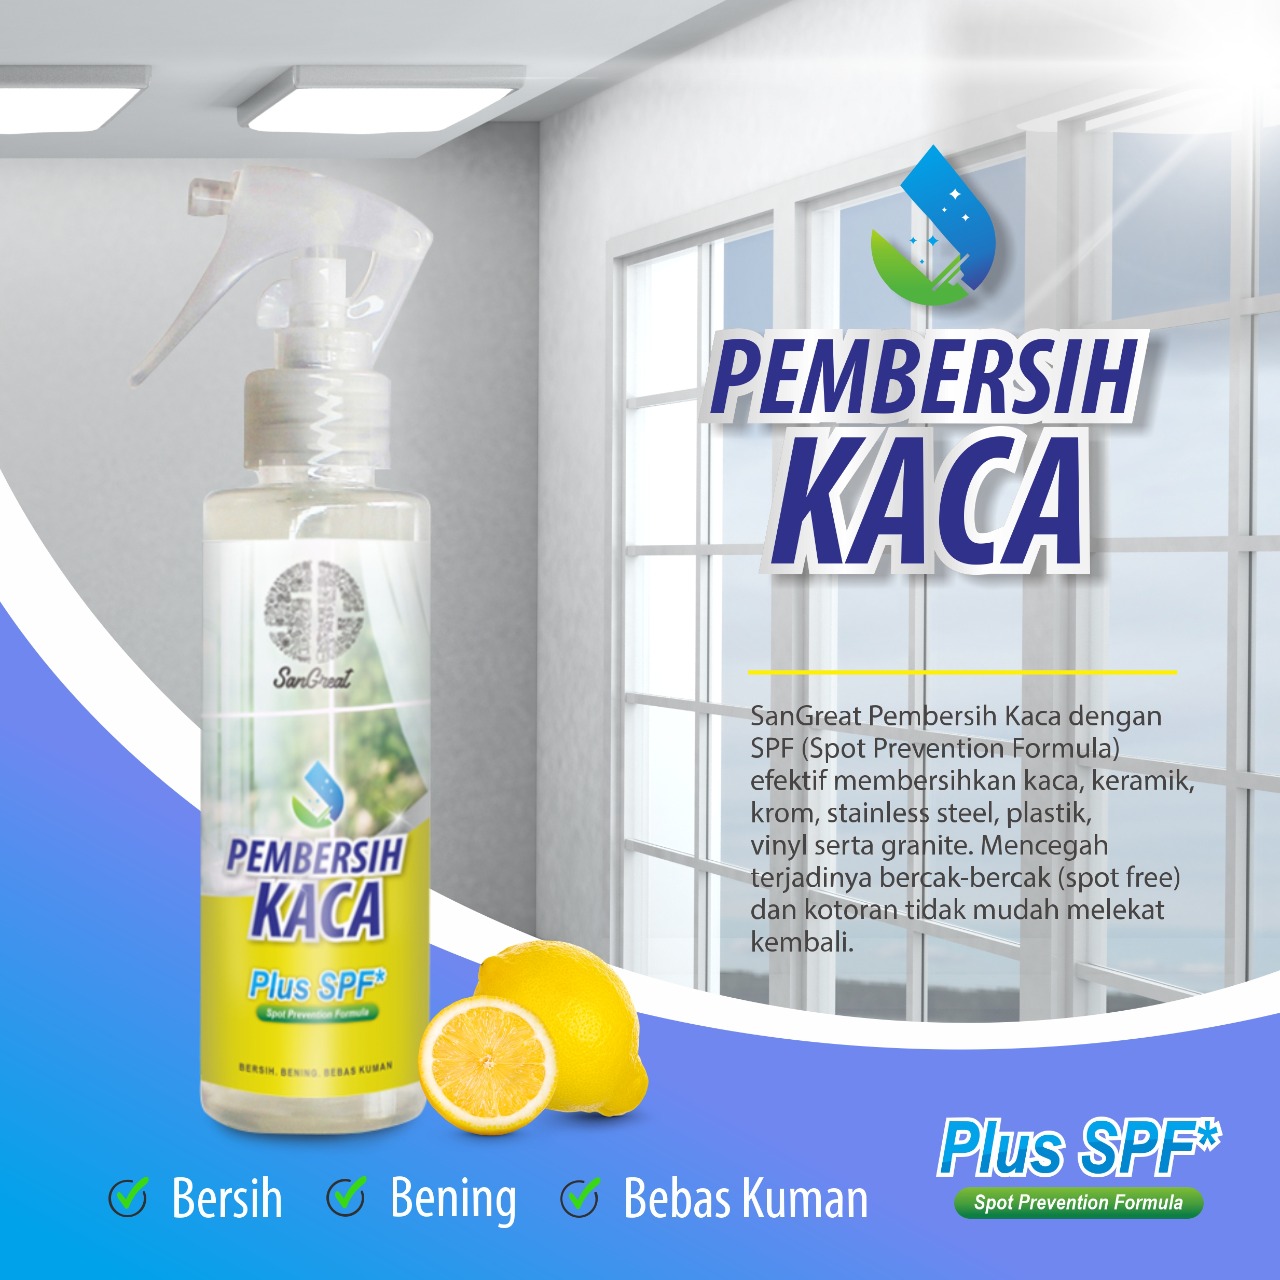 PEMBERSIH
KACA
SanGreat Pembersih Kaca dengan
SPF (Spot Prevention Formula)
efektif membersihkan kaca, keramik,
krom, stainless steel, plastik,
vinyl serta granite. Mencegah
terjadinya bercak-bercak (spot free)
dan kotoran tidak mudah melekat
kembali.
SanGreat
PEMBERSIH
KACA
Plus SPF*
Spot Prevention Formula
BERSIH. BENING. BEBAS KUMAN
Plus SPF*
Spot Prevention Formula
Bersih
Bening
Bebas Kuman